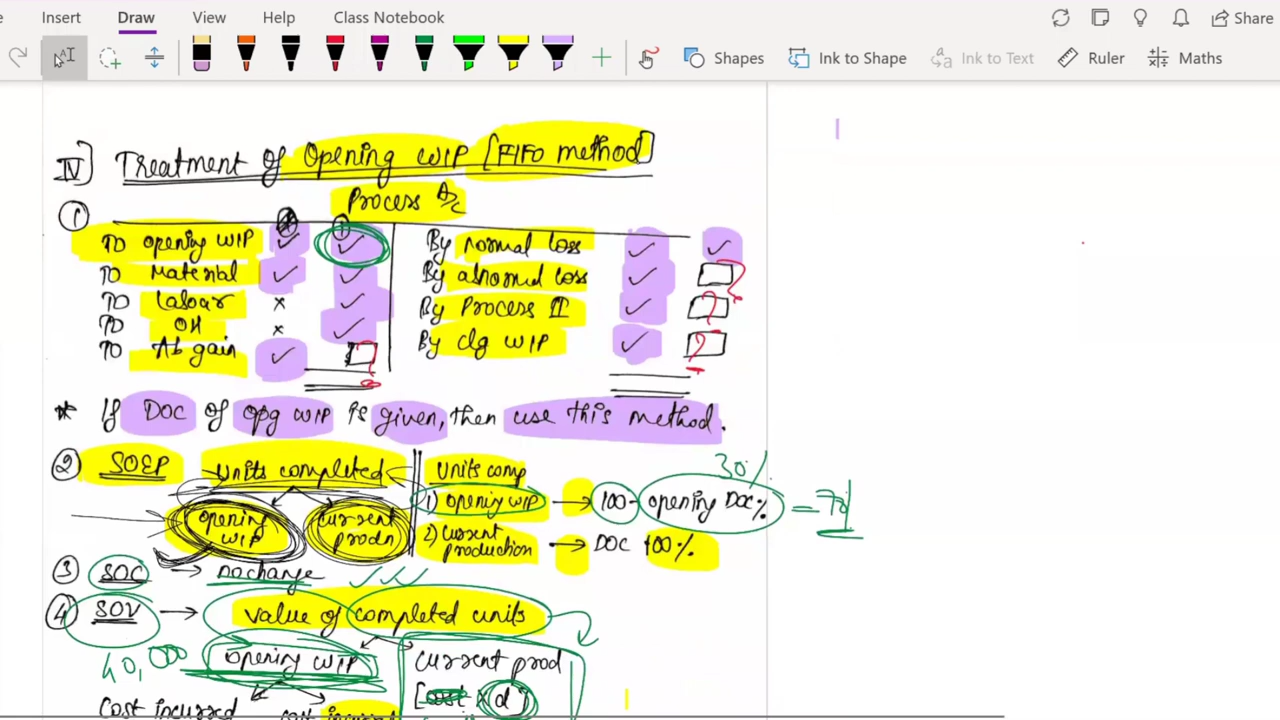 Insert Draw View Help Class Notebook Share
Shapes Ink to Shape Ink to Text Ruler Maths
IV] Treatment of Opening WIP [FIFO method]
Process A/c
①
To opening WIP ✓ ✓ By normal loss ✓ ✓
To Material ✓ ✓ By abnormal loss ✓ ?
To Labour × ✓ By Process II ✓ ?
To OH × ✓ By clg WIP ✓ ?
To Ab gain ✓ ?
* If DOC of opg WIP is given, then use this method.
30%
② SOEP Units completed Units comp
opening WIP current prodn 1) opening WIP → 100 - opening DOC% = 70%
2) Current production → DOC 100%
③ SOC → No change ✓✓✓
④ SOV → Value of completed units
40,000 opening WIP Current prod
Cost incurred cost incurred [cost × d]